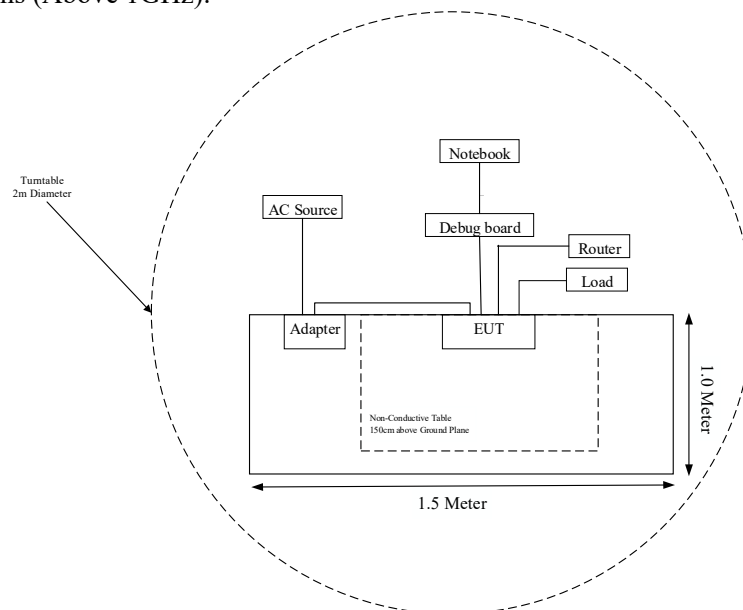 (Above 1GHz):
Notebook
Turntable
2m Diameter
AC Source
Debug board
Router
Load
Adapter
EUT
1.0 Meter
Non-Conductive Table
150cm above Ground Plane
1.5 Meter